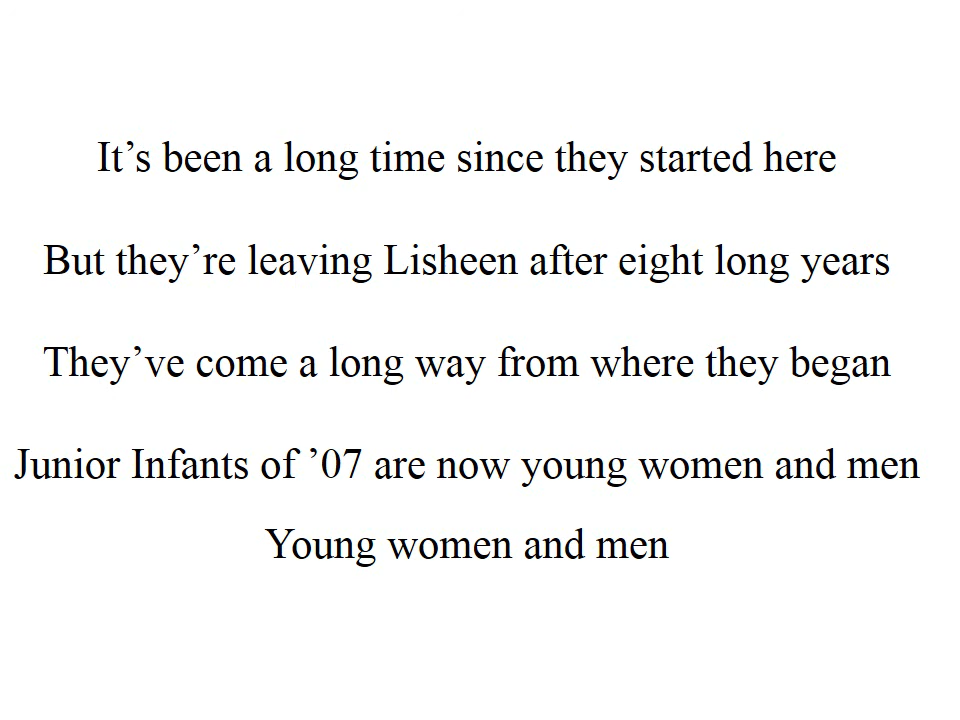 It’s been a long time since they started here
But they’re leaving Lisheen after eight long years
They’ve come a long way from where they began
Junior Infants of ’07 are now young women and men
Young women and men